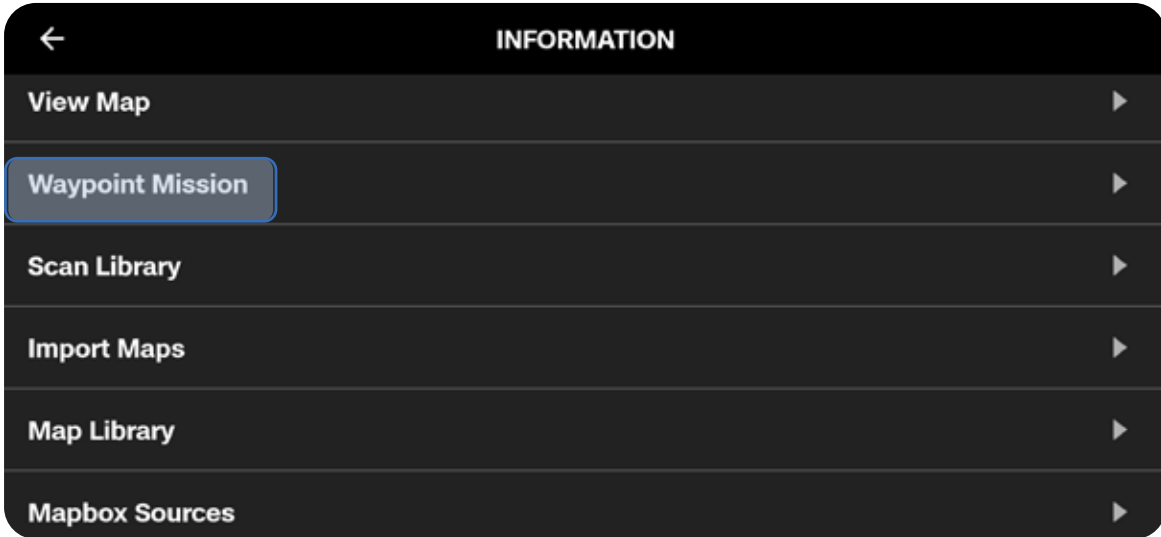 INFORMATION
View Map
Waypoint Mission
Scan Library
Import Maps
Map Library
Mapbox Sources